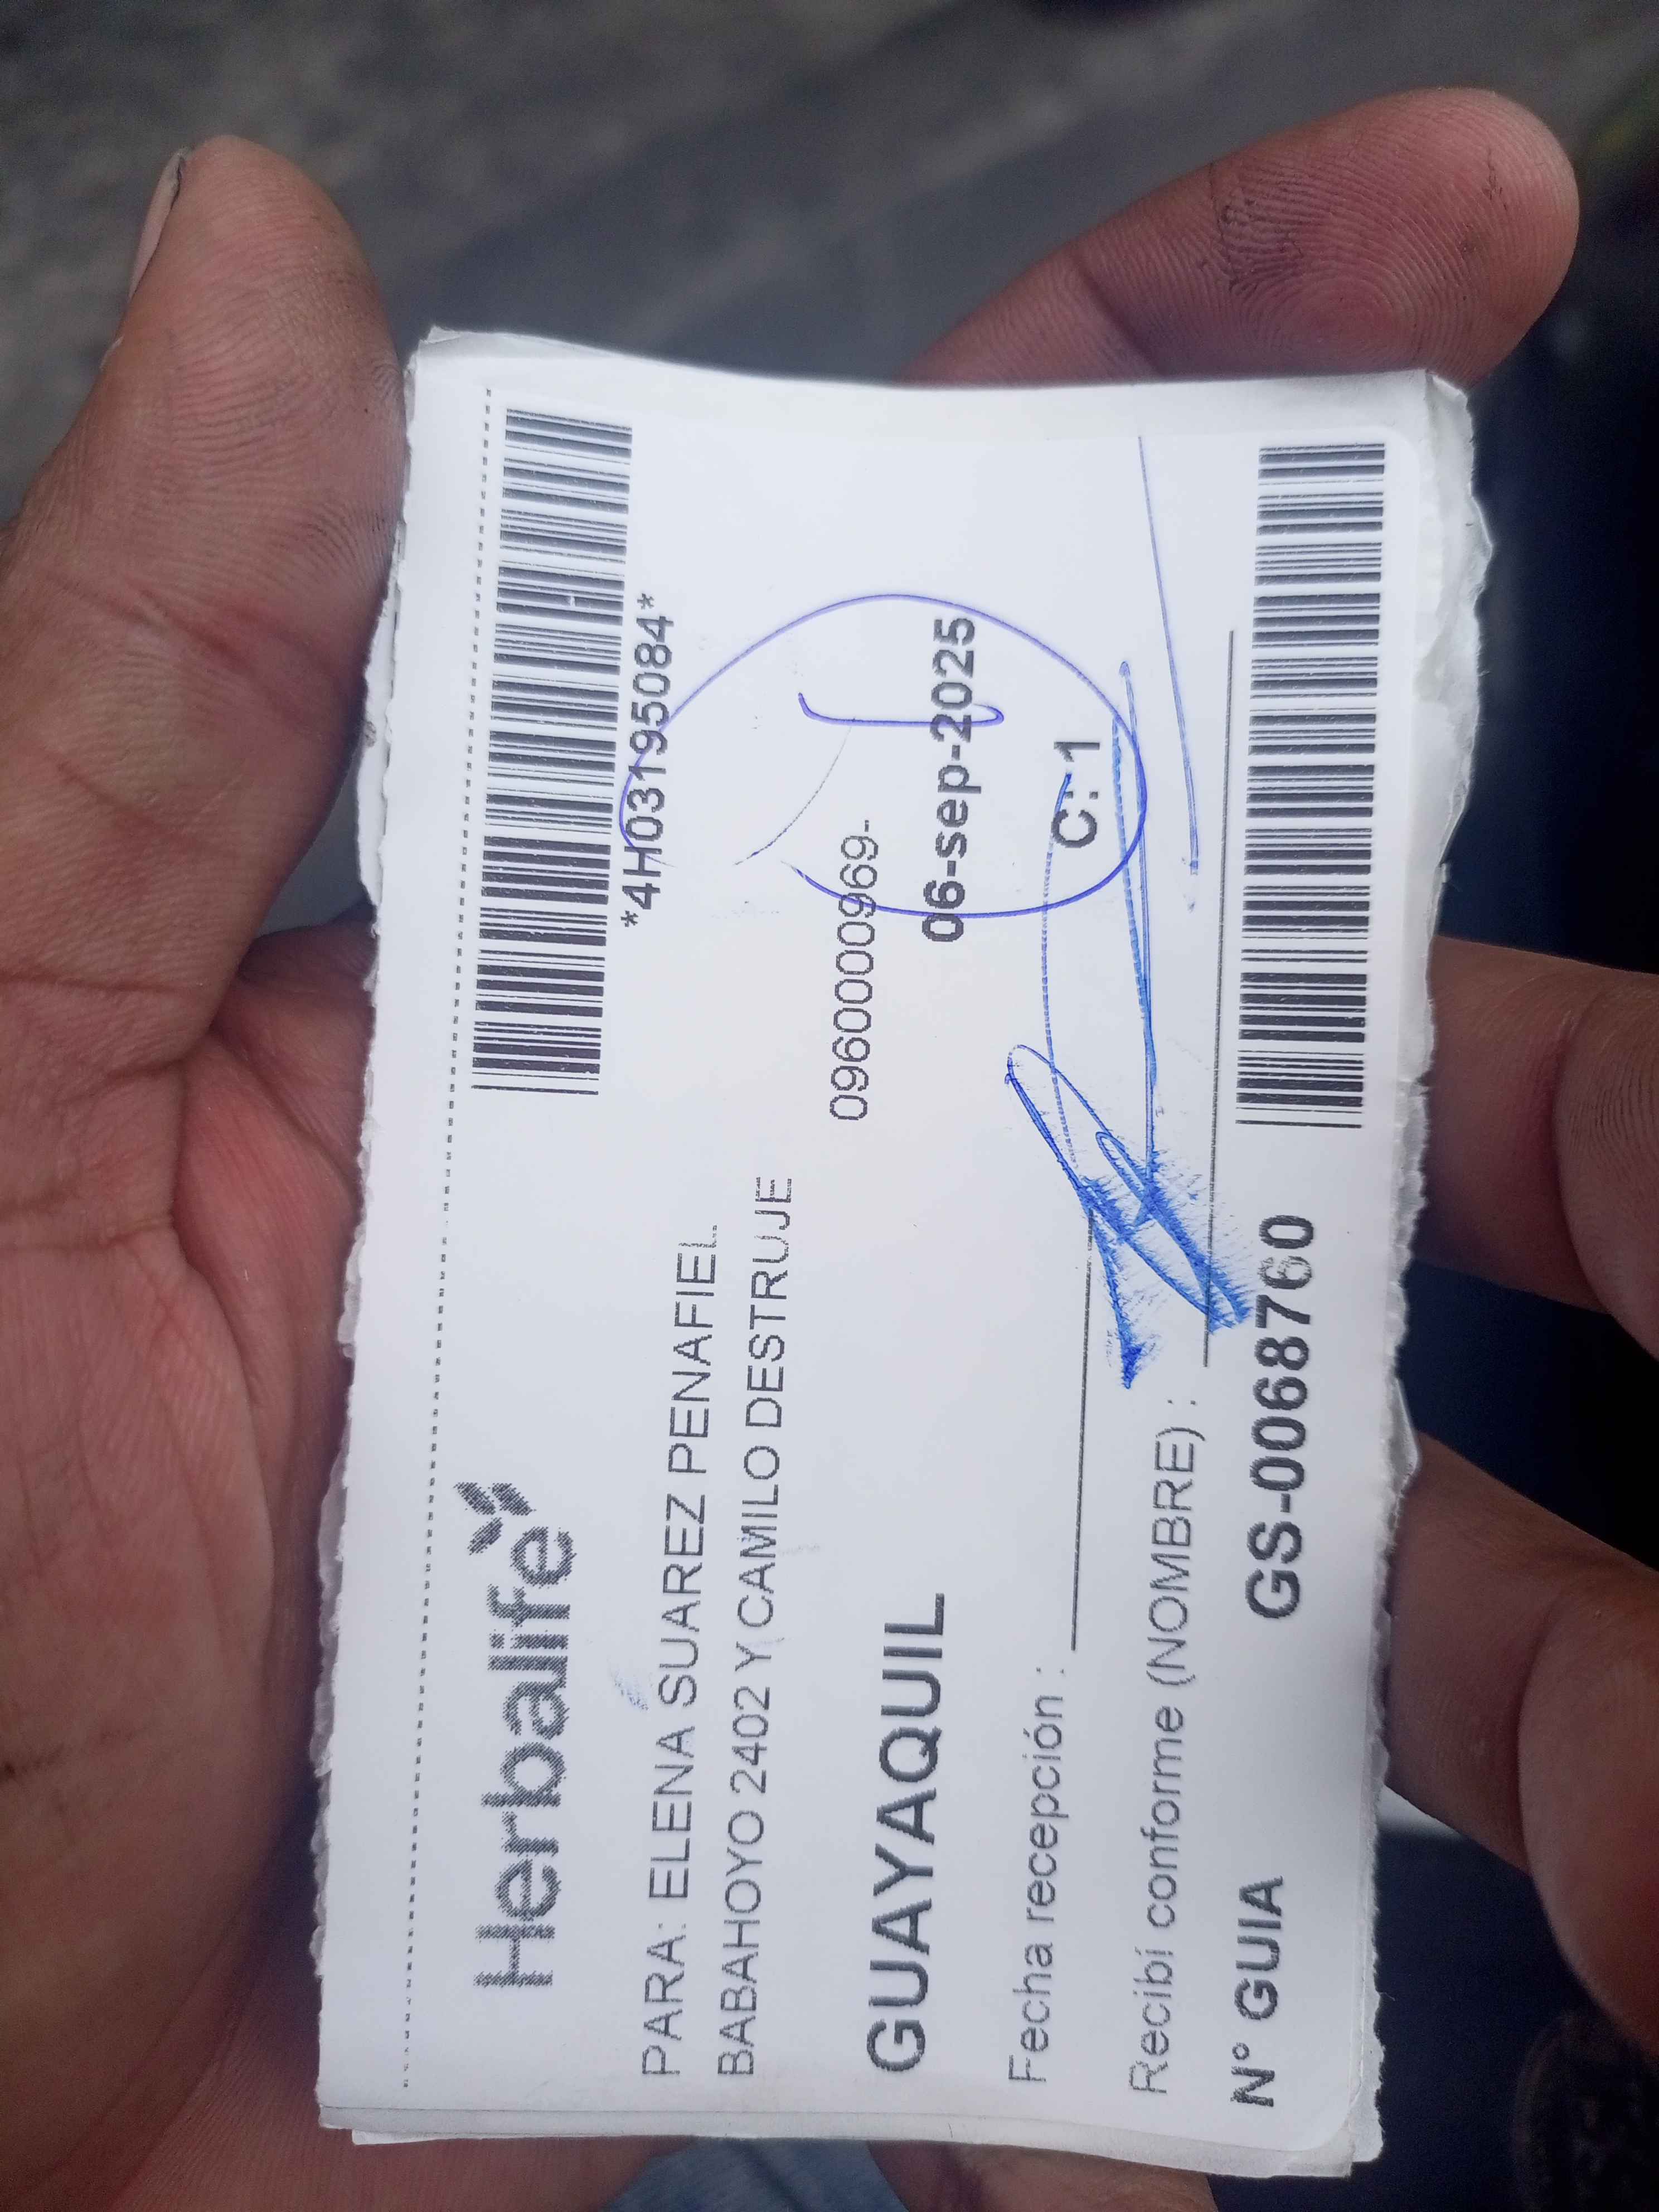 Herbalife
*4H03195084*
PARA: ELENA SUAREZ PENAFIEL
BABAHOYO 2402 Y CAMILO DESTRUJE
0960000969-
GUAYAQUIL
06-sep-2025
Fecha recepción :
C: 1
Recibí conforme (NOMBRE) :
N° GUIA GS-0068760